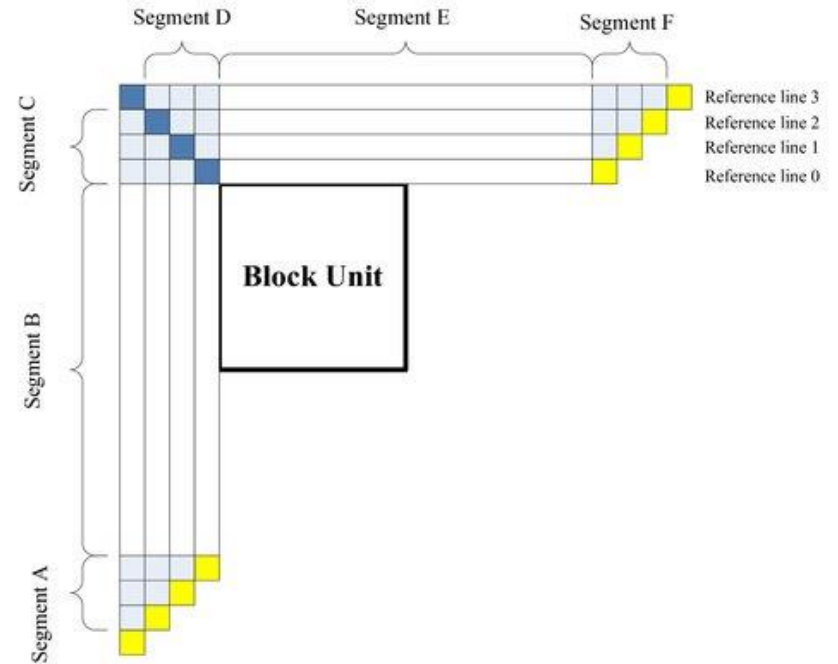 Segment D
Segment E
Segment F
Segment C
Reference line 3
Reference line 2
Reference line 1
Reference line 0
Block Unit
Segment B
Segment A